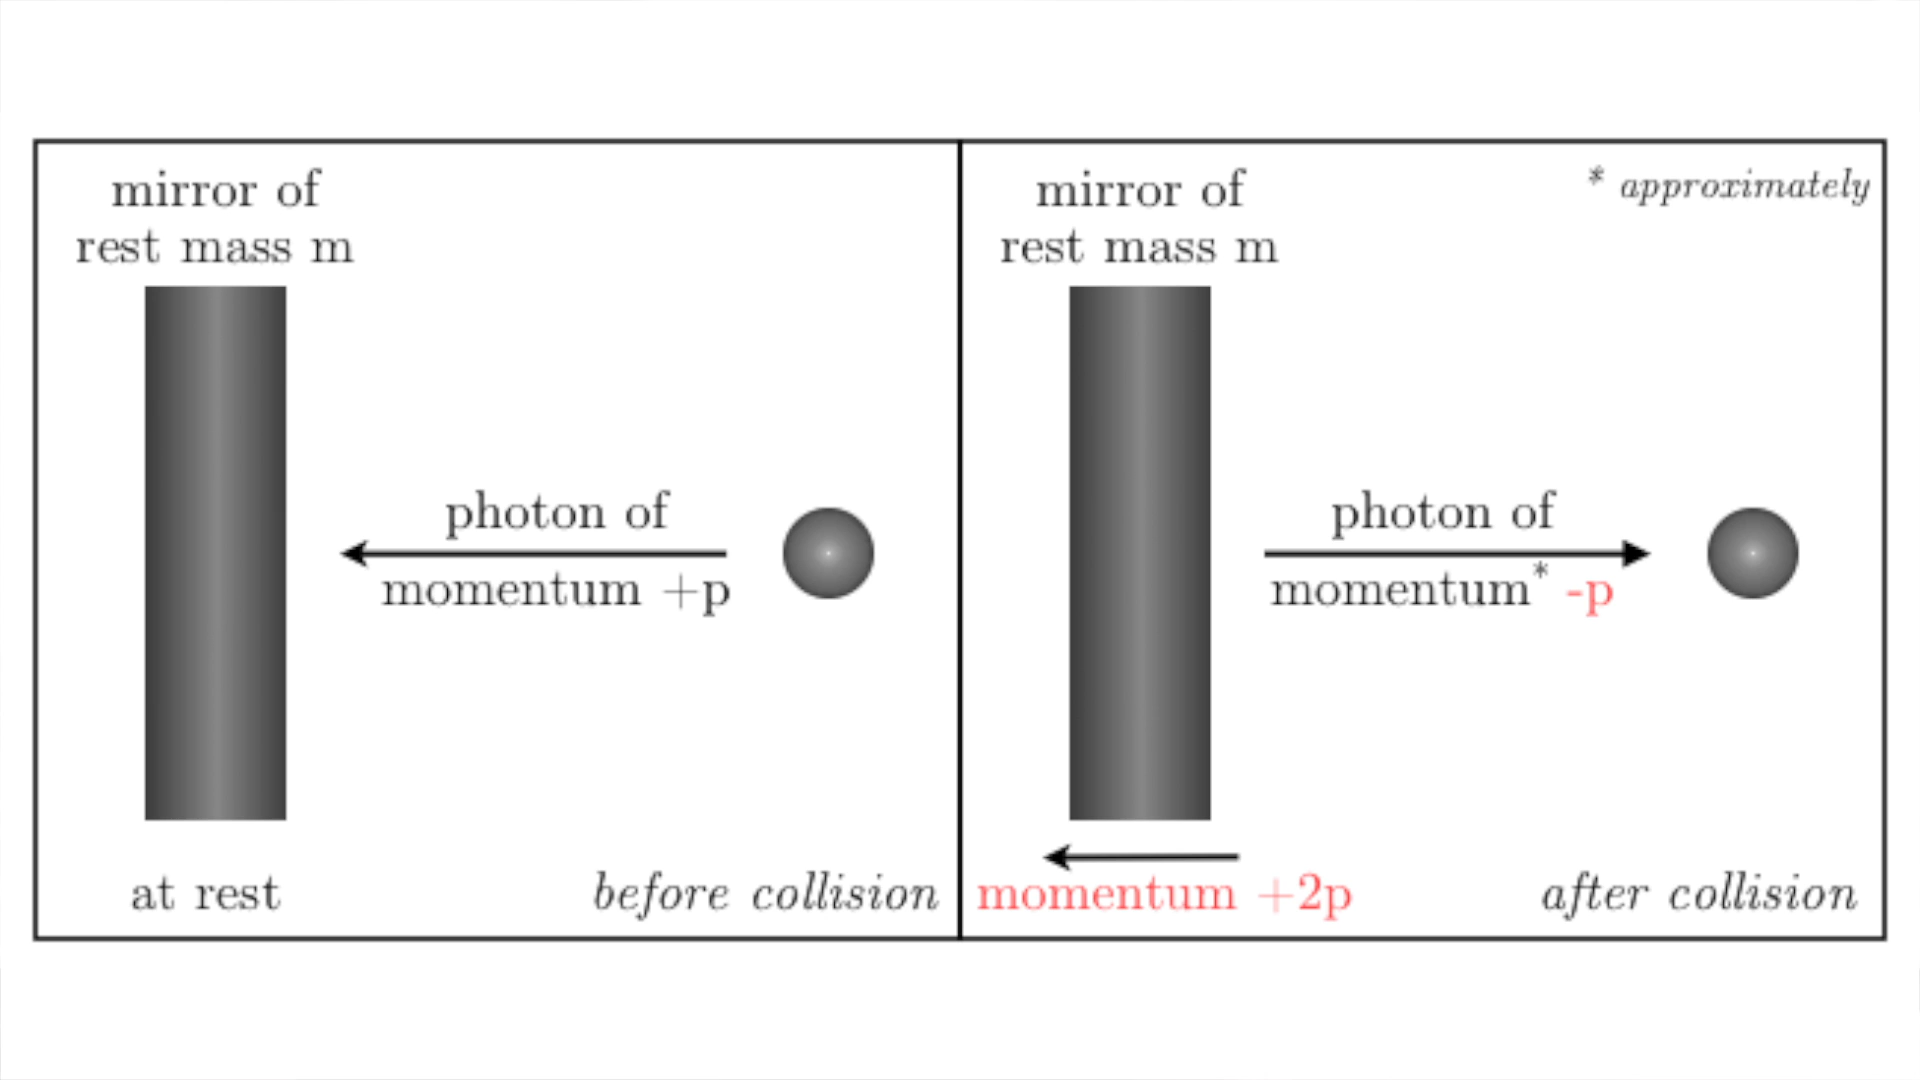 mirror of
rest mass m
photon of
momentum +p
at rest
before collision
* approximately
mirror of
rest mass m
photon of
momentum* -p
momentum +2p
after collision